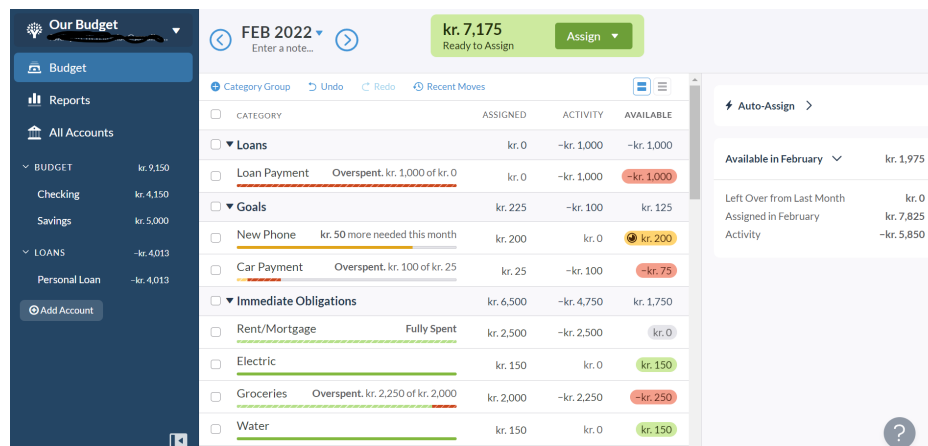 Our Budget
Budget
Reports
All Accounts
BUDGET kr. 9,150
Checking kr. 4,150
Savings kr. 5,000
LOANS -kr. 4,013
Personal Loan -kr. 4,013
Add Account
FEB 2022
Enter a note...
kr. 7,175
Ready to Assign
Assign
Category Group Undo Redo Recent Moves
CATEGORY ASSIGNED ACTIVITY AVAILABLE
Loans kr. 0 -kr. 1,000 -kr. 1,000
Loan Payment Overspent. kr. 1,000 of kr. 0 kr. 0 -kr. 1,000 -kr. 1,000
Goals kr. 225 -kr. 100 kr. 125
New Phone kr. 50 more needed this month kr. 200 kr. 0 kr. 200
Car Payment Overspent. kr. 100 of kr. 25 kr. 25 -kr. 100 -kr. 75
Immediate Obligations kr. 6,500 -kr. 4,750 kr. 1,750
Rent/Mortgage Fully Spent kr. 2,500 -kr. 2,500 kr. 0
Electric kr. 150 kr. 0 kr. 150
Groceries Overspent. kr. 2,250 of kr. 2,000 kr. 2,000 -kr. 2,250 -kr. 250
Water kr. 150 kr. 0 kr. 150
Auto-Assign
Available in February kr. 1,975
Left Over from Last Month kr. 0
Assigned in February kr. 7,825
Activity -kr. 5,850
?